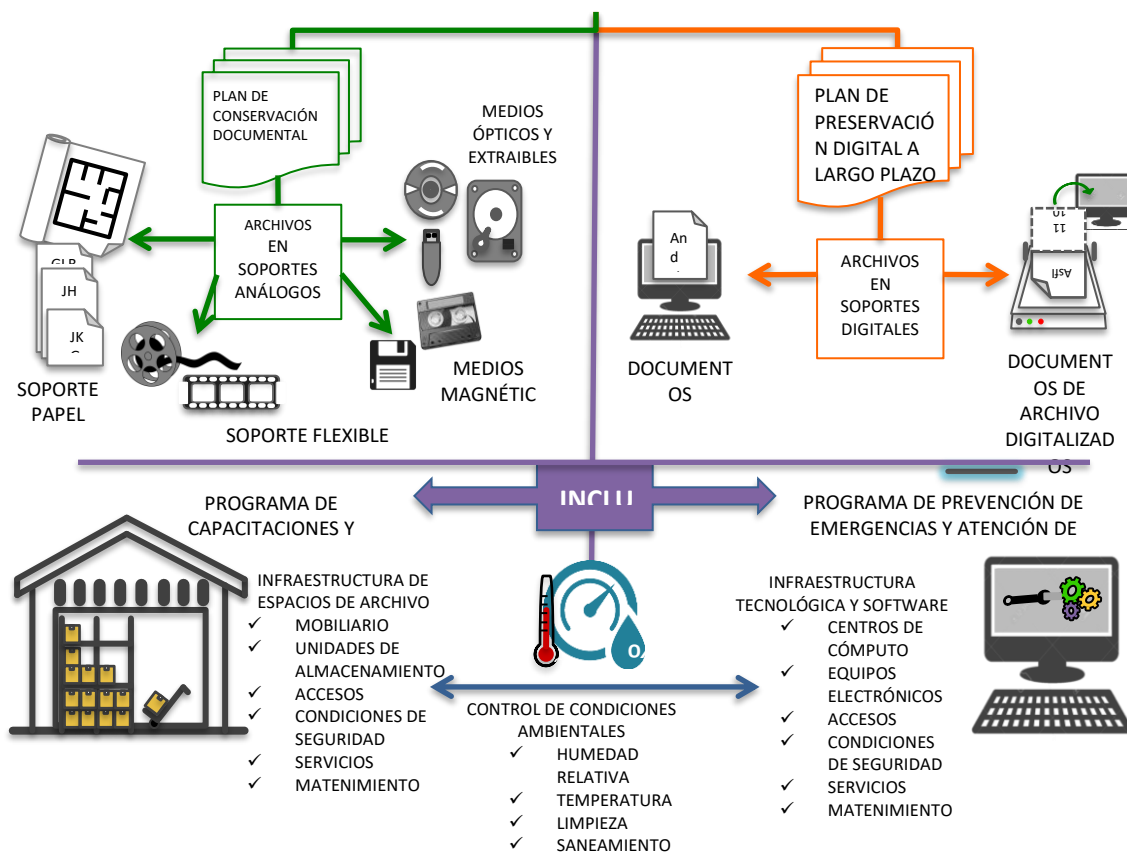 PLAN DE
CONSERVACIÓN
DOCUMENTAL
MEDIOS
ÓPTICOS Y
EXTRAIBLES
ARCHIVOS
EN
SOPORTES
ANÁLOGOS
JH
JK
SOPORTE
PAPEL
SOPORTE FLEXIBLE
MEDIOS
MAGNÉTIC
PLAN DE
PRESERVACIÓ
N DIGITAL A
LARGO PLAZO
An
d
ARCHIVOS
EN
SOPORTES
DIGITALES
DOCUMENT
OS
11
10
Asfl
DOCUMENT
OS DE
ARCHIVO
DIGITALIZAD
OS
INCLU
PROGRAMA DE
CAPACITACIONES Y
PROGRAMA DE PREVENCIÓN DE
EMERGENCIAS Y ATENCIÓN DE
INFRAESTRUCTURA DE
ESPACIOS DE ARCHIVO
✓ MOBILIARIO
✓ UNIDADES DE
ALMACENAMIENTO
✓ ACCESOS
✓ CONDICIONES DE
SEGURIDAD
✓ SERVICIOS
✓ MATENIMIENTO
CONTROL DE CONDICIONES
AMBIENTALES
✓ HUMEDAD
RELATIVA
✓ TEMPERATURA
✓ LIMPIEZA
✓ SANEAMIENTO
INFRAESTRUCTURA
TECNOLÓGICA Y SOFTWARE
✓ CENTROS DE
CÓMPUTO
✓ EQUIPOS
ELECTRÓNICOS
✓ ACCESOS
✓ CONDICIONES
DE SEGURIDAD
✓ SERVICIOS
✓ MATENIMIENTO